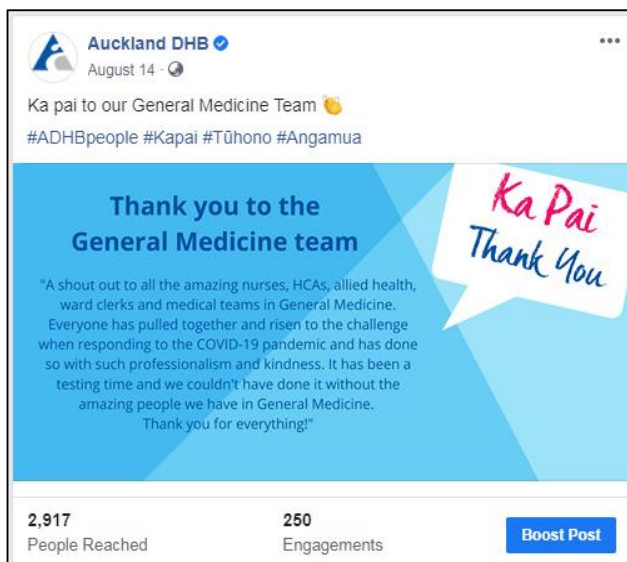 Auckland DHB
August 14 ·
Ka pai to our General Medicine Team 👏
#ADHBpeople #Kapai #Tūhono #Angamua
Thank you to the
General Medicine team
"A shout out to all the amazing nurses, HCAs, allied health,
ward clerks and medical teams in General Medicine.
Everyone has pulled together and risen to the challenge
when responding to the COVID-19 pandemic and has done
so with such professionalism and kindness. It has been a
testing time and we couldn't have done it without the
amazing people we have in General Medicine.
Thank you for everything!"
Ka Pai
Thank You
2,917
People Reached
250
Engagements
Boost Post